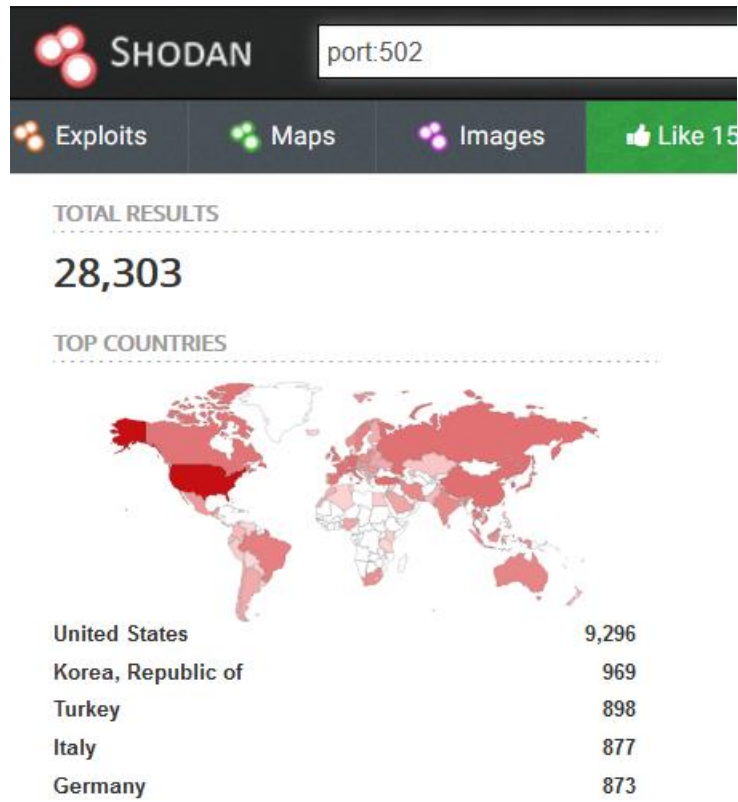 SHODAN port:502
Exploits Maps Images Like 15
TOTAL RESULTS
28,303
TOP COUNTRIES
United States 9,296
Korea, Republic of 969
Turkey 898
Italy 877
Germany 873